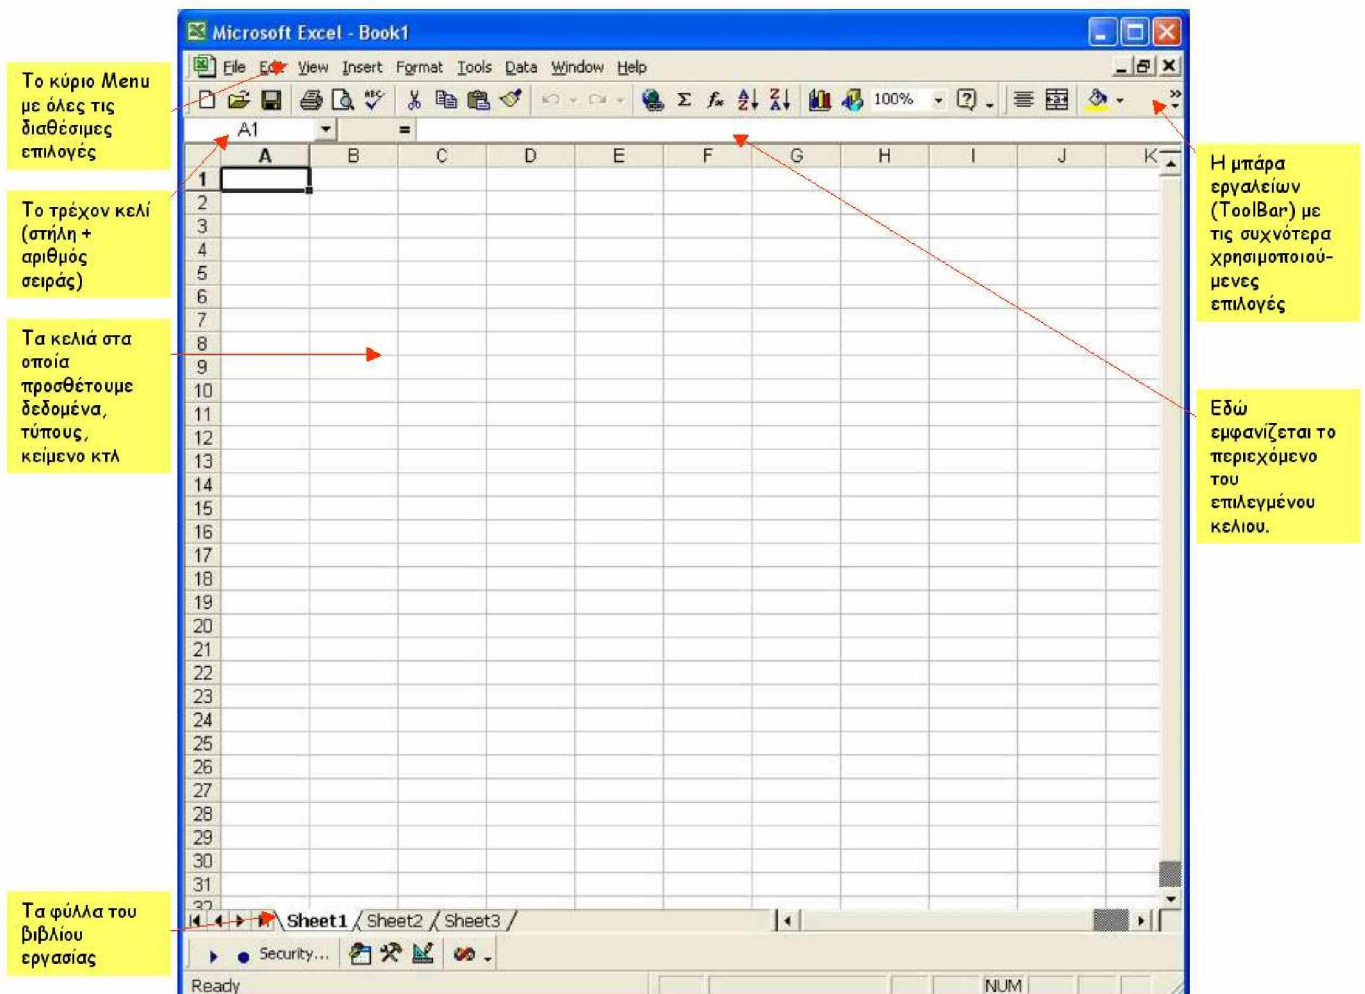 Microsoft Excel - Book1
File Edit View Insert Format Tools Data Window Help
100%
A1 =
A B C D E F G H I J K
1
2
3
4
5
6
7
8
9
10
11
12
13
14
15
16
17
18
19
20
21
22
23
24
25
26
27
28
29
30
31
32
Sheet1 / Sheet2 / Sheet3 /
Security...
Ready NUM
Το κύριο Menu
με όλες τις
διαθέσιμες
επιλογές
Το τρέχον κελί
(στήλη +
αριθμός
σειράς)
Τα κελιά στα
οποία
προσθέτουμε
δεδομένα,
τύπους,
κείμενο κτλ
Τα φύλλα του
βιβλίου
εργασίας
Η μπάρα
εργαλείων
(ToolBar) με
τις συχνότερα
χρησιμοποιού-
μενες
επιλογές
Εδώ
εμφανίζεται το
περιεχόμενο
του
επιλεγμένου
κελιου.